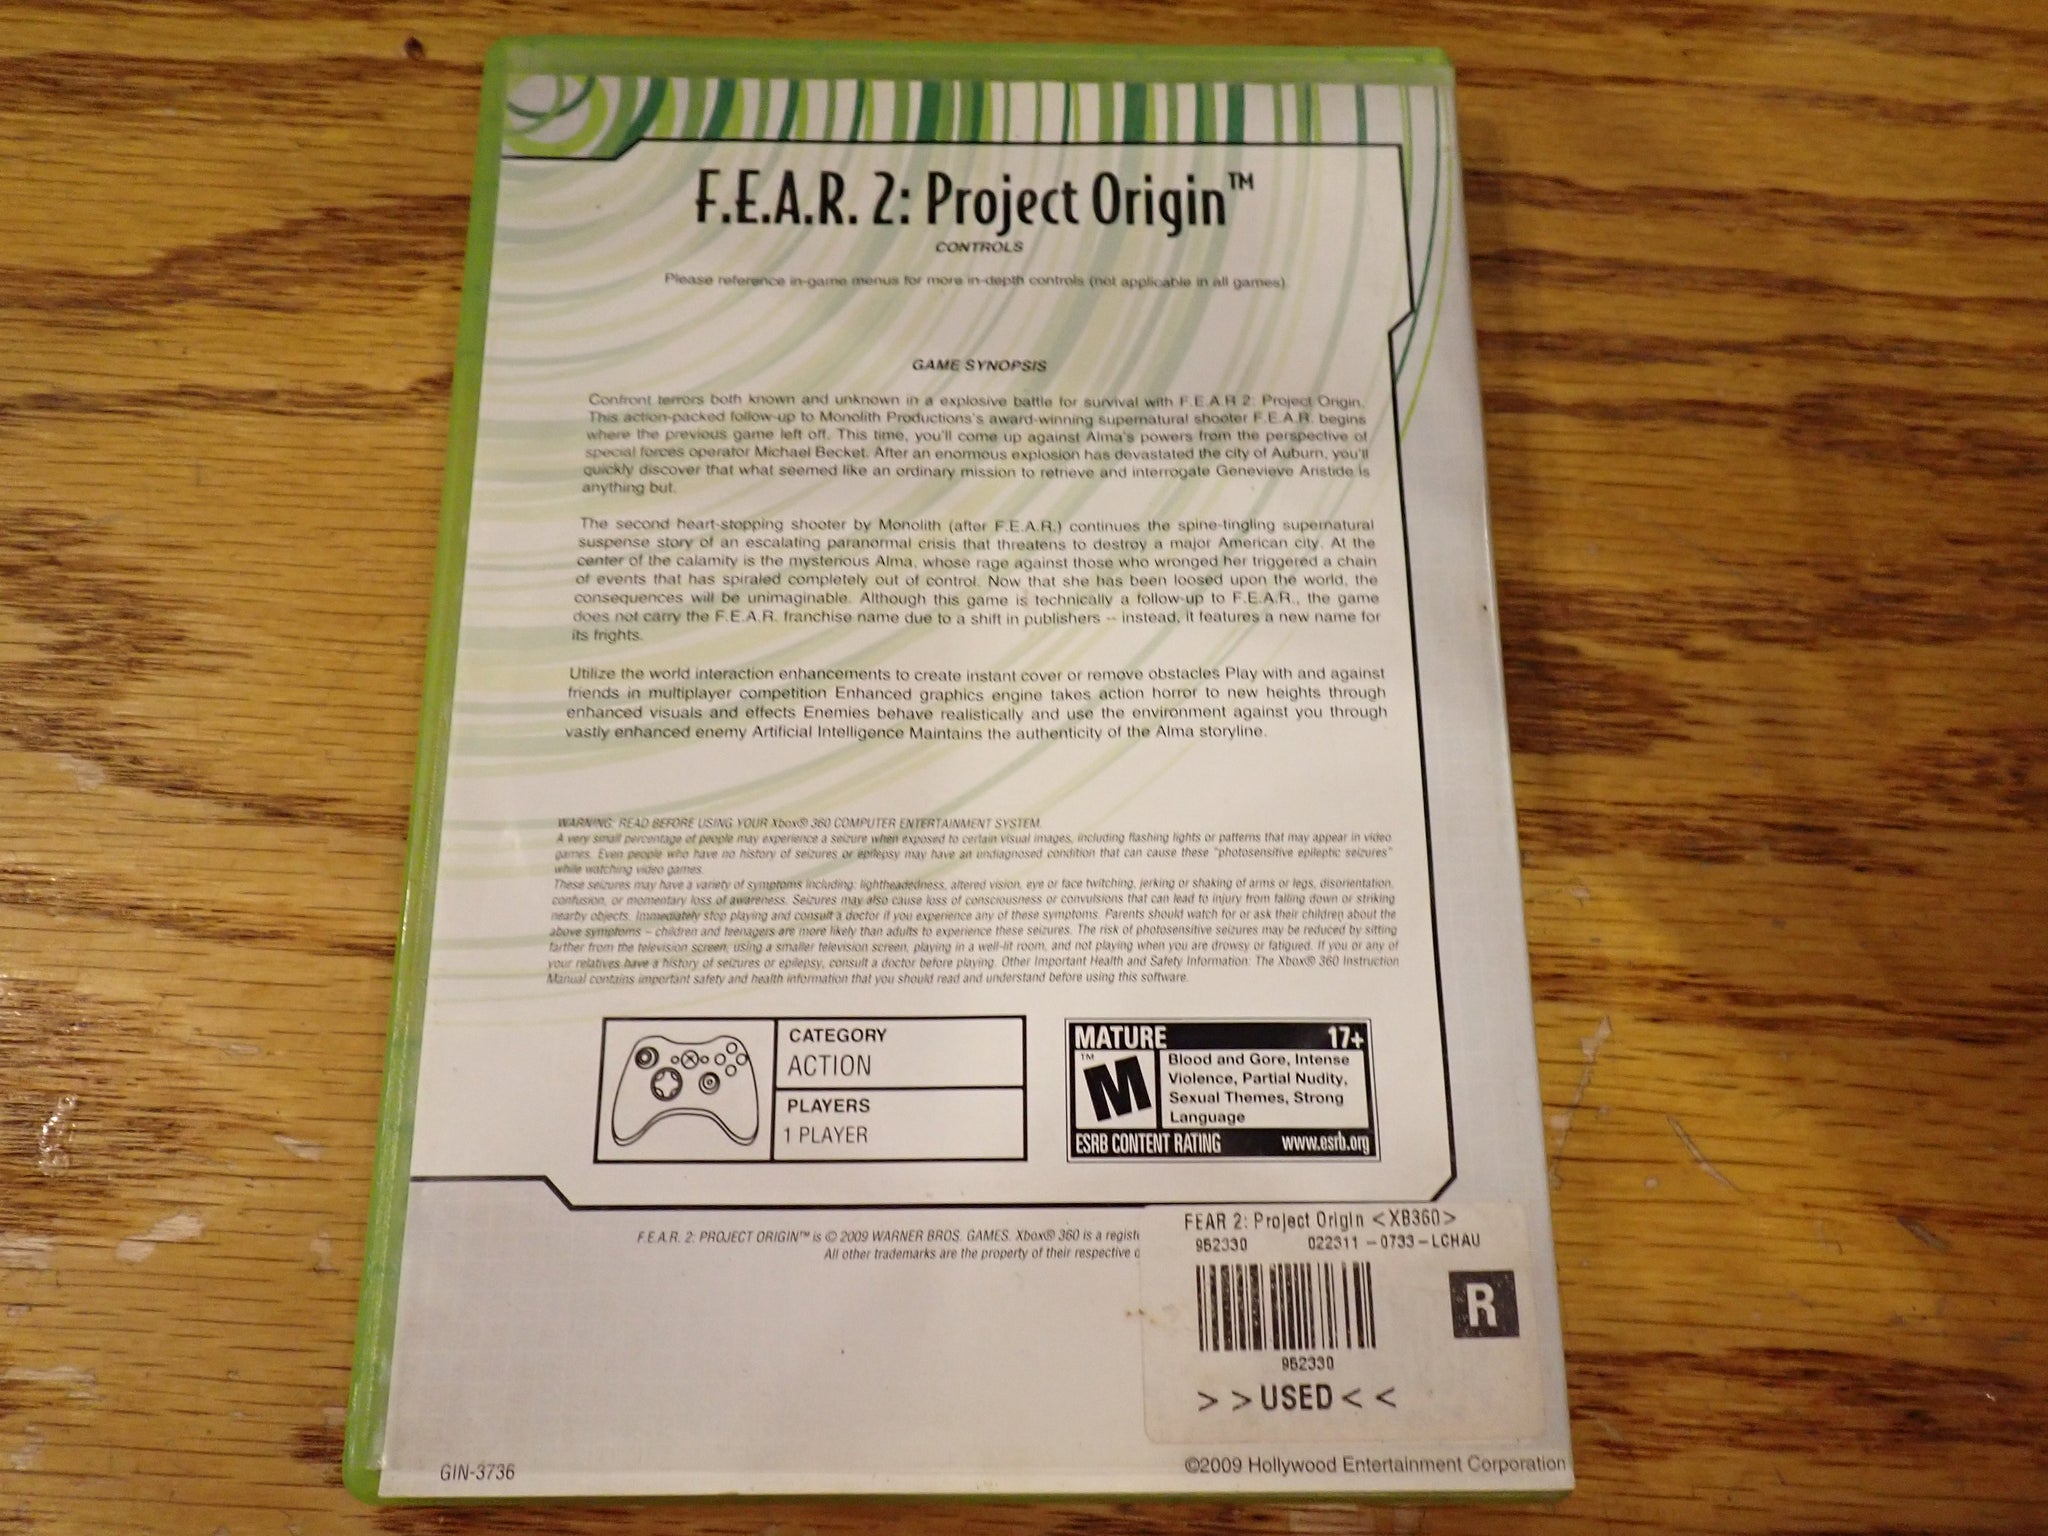 F.E.A.R. 2: Project Origin™
CONTROLS
Please reference in-game menus for more in-depth controls (not applicable in all games)
GAME SYNOPSIS
Confront terrors both known and unknown in a explosive battle for survival with F.E.A.R 2: Project Origin.
This action-packed follow-up to Monolith Productions's award-winning supernatural shooter F.E.A.R. begins
where the previous game left off. This time, you'll come up against Alma's powers from the perspective of
special forces operator Michael Becket. After an enormous explosion has devastated the city of Auburn, you'll
quickly discover that what seemed like an ordinary mission to retrieve and interrogate Genevieve Aristide is
anything but.
The second heart-stopping shooter by Monolith (after F.E.A.R.) continues the spine-tingling supernatural
suspense story of an escalating paranormal crisis that threatens to destroy a major American city. At the
center of the calamity is the mysterious Alma, whose rage against those who wronged her triggered a chain
of events that has spiraled completely out of control. Now that she has been loosed upon the world, the
consequences will be unimaginable. Although this game is technically a follow-up to F.E.A.R., the game
does not carry the F.E.A.R. franchise name due to a shift in publishers -- instead, it features a new name for
its frights.
Utilize the world interaction enhancements to create instant cover or remove obstacles Play with and against
friends in multiplayer competition Enhanced graphics engine takes action horror to new heights through
enhanced visuals and effects Enemies behave realistically and use the environment against you through
vastly enhanced enemy Artificial Intelligence Maintains the authenticity of the Alma storyline.
WARNING: READ BEFORE USING YOUR Xbox® 360 COMPUTER ENTERTAINMENT SYSTEM.
A very small percentage of people may experience a seizure when exposed to certain visual images, including flashing lights or patterns that may appear in video
games. Even people who have no history of seizures or epilepsy may have an undiagnosed condition that can cause these "photosensitive epileptic seizures"
while watching video games.
These seizures may have a variety of symptoms including: lightheadedness, altered vision, eye or face twitching, jerking or shaking of arms or legs, disorientation,
confusion, or momentary loss of awareness. Seizures may also cause loss of consciousness or convulsions that can lead to injury from falling down or striking
nearby objects. Immediately stop playing and consult a doctor if you experience any of these symptoms. Parents should watch for or ask their children about the
above symptoms – children and teenagers are more likely than adults to experience these seizures. The risk of photosensitive seizures may be reduced by sitting
farther from the television screen, using a smaller television screen, playing in a well-lit room, and not playing when you are drowsy or fatigued. If you or any of
your relatives have a history of seizures or epilepsy, consult a doctor before playing. Other Important Health and Safety Information: The Xbox® 360 Instruction
Manual contains important safety and health information that you should read and understand before using this software.
CATEGORY
ACTION
PLAYERS
1 PLAYER
MATURE 17+
M™
Blood and Gore, Intense
Violence, Partial Nudity,
Sexual Themes, Strong
Language
ESRB CONTENT RATING www.esrb.org
F.E.A.R. 2: PROJECT ORIGIN™ is © 2009 WARNER BROS. GAMES. Xbox® 360 is a regist
All other trademarks are the property of their respective
FEAR 2: Project Origin <XB360>
952330 022311-0733-LCHAU
R
952330
>>USED<<
GIN-3736
©2009 Hollywood Entertainment Corporation